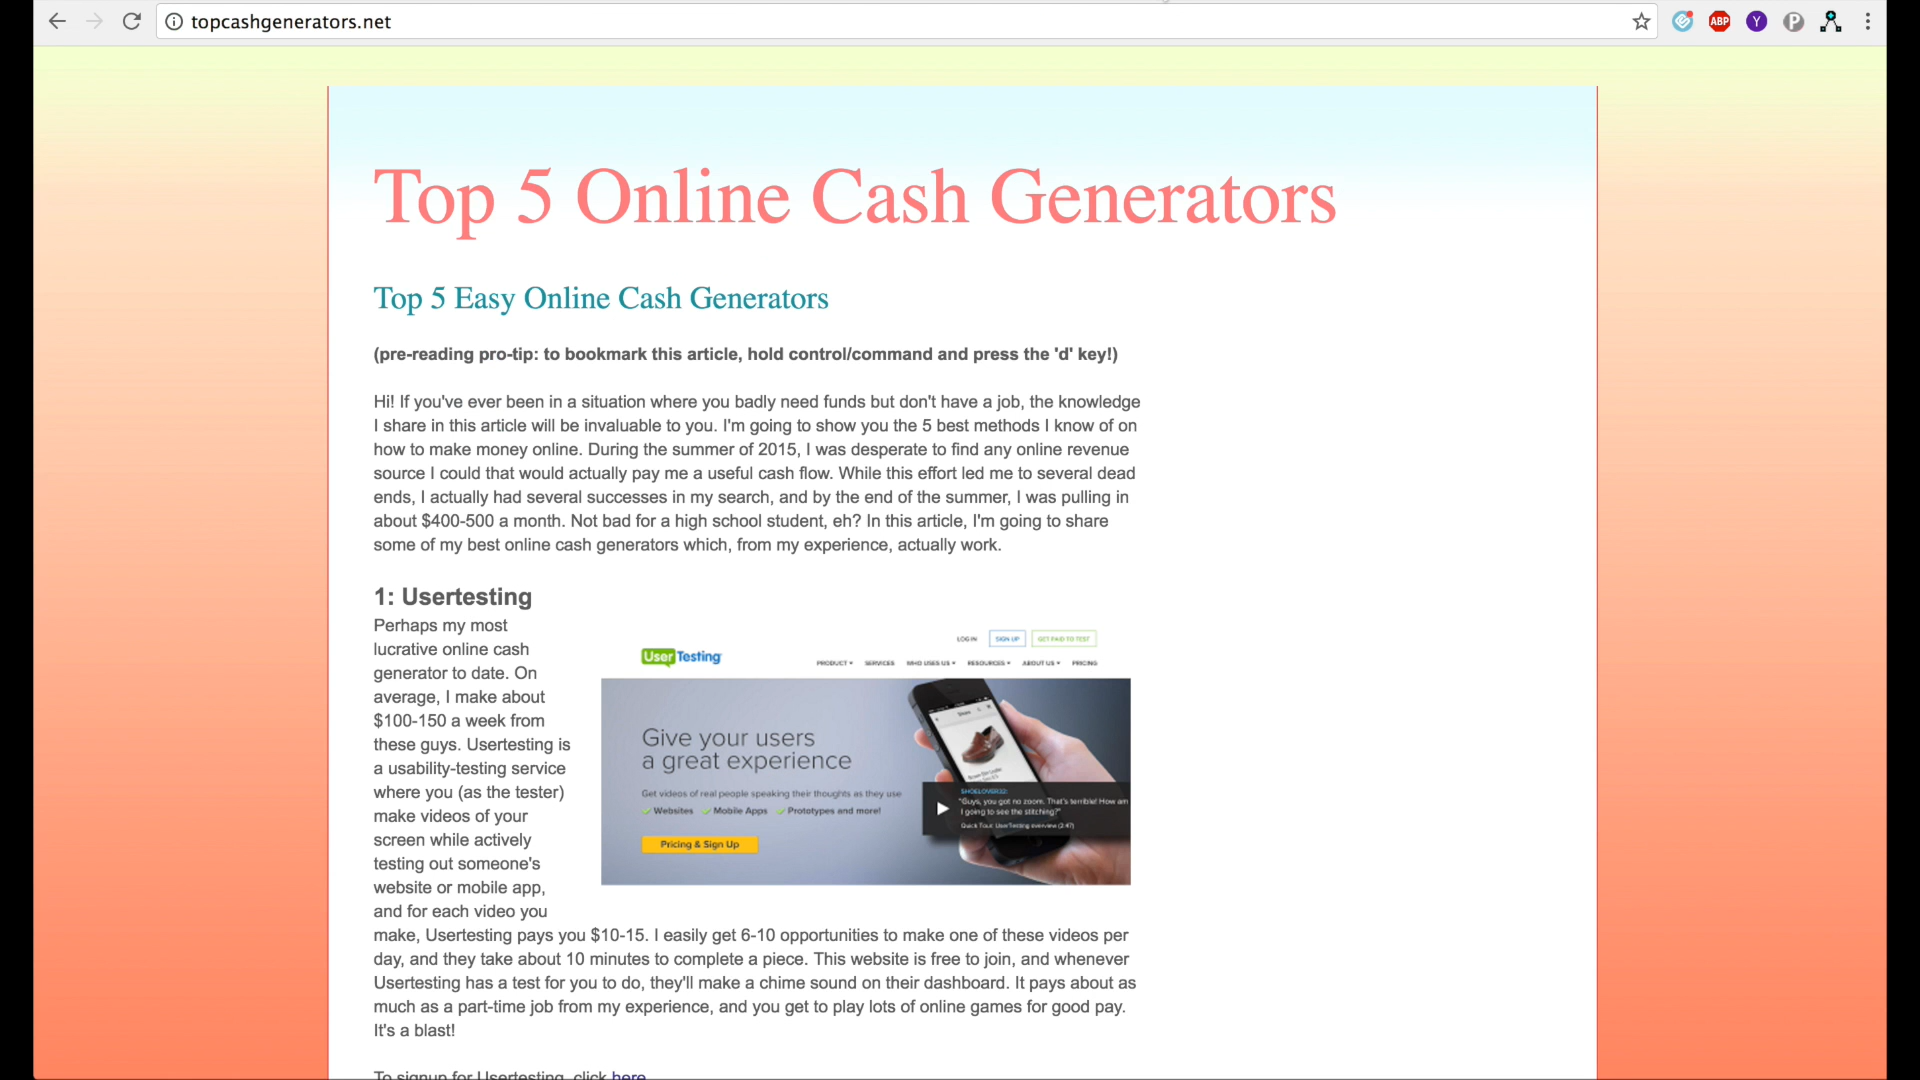 topcashgenerators.net
ABP
Y
P
Top 5 Online Cash Generators
Top 5 Easy Online Cash Generators
(pre-reading pro-tip: to bookmark this article, hold control/command and press the 'd' key!)
Hi! If you've ever been in a situation where you badly need funds but don't have a job, the knowledge
I share in this article will be invaluable to you. I'm going to show you the 5 best methods I know of on
how to make money online. During the summer of 2015, I was desperate to find any online revenue
source I could that would actually pay me a useful cash flow. While this effort led me to several dead
ends, I actually had several successes in my search, and by the end of the summer, I was pulling in
about $400-500 a month. Not bad for a high school student, eh? In this article, I'm going to share
some of my best online cash generators which, from my experience, actually work.
1: Usertesting
Perhaps my most
lucrative online cash
generator to date. On
average, I make about
$100-150 a week from
these guys. Usertesting is
a usability-testing service
where you (as the tester)
make videos of your
screen while actively
testing out someone's
website or mobile app,
and for each video you
LOG IN SIGN UP GET PAID TO TEST
UserTesting
PRODUCT SERVICES WHO USES US RESOURCES ABOUT US PRICING
Give your users
a great experience
Get videos of real people speaking their thoughts as they use
Websites Mobile Apps Prototypes and more!
Pricing & Sign Up
SHOELOVER32:
"Guys, you got no zoom. That's terrible! How am
I going to see the stitching?"
Quick Tour: UserTesting overview (2:47)
make, Usertesting pays you $10-15. I easily get 6-10 opportunities to make one of these videos per
day, and they take about 10 minutes to complete a piece. This website is free to join, and whenever
Usertesting has a test for you to do, they'll make a chime sound on their dashboard. It pays about as
much as a part-time job from my experience, and you get to play lots of online games for good pay.
It's a blast!
To signup for Usertesting, click here